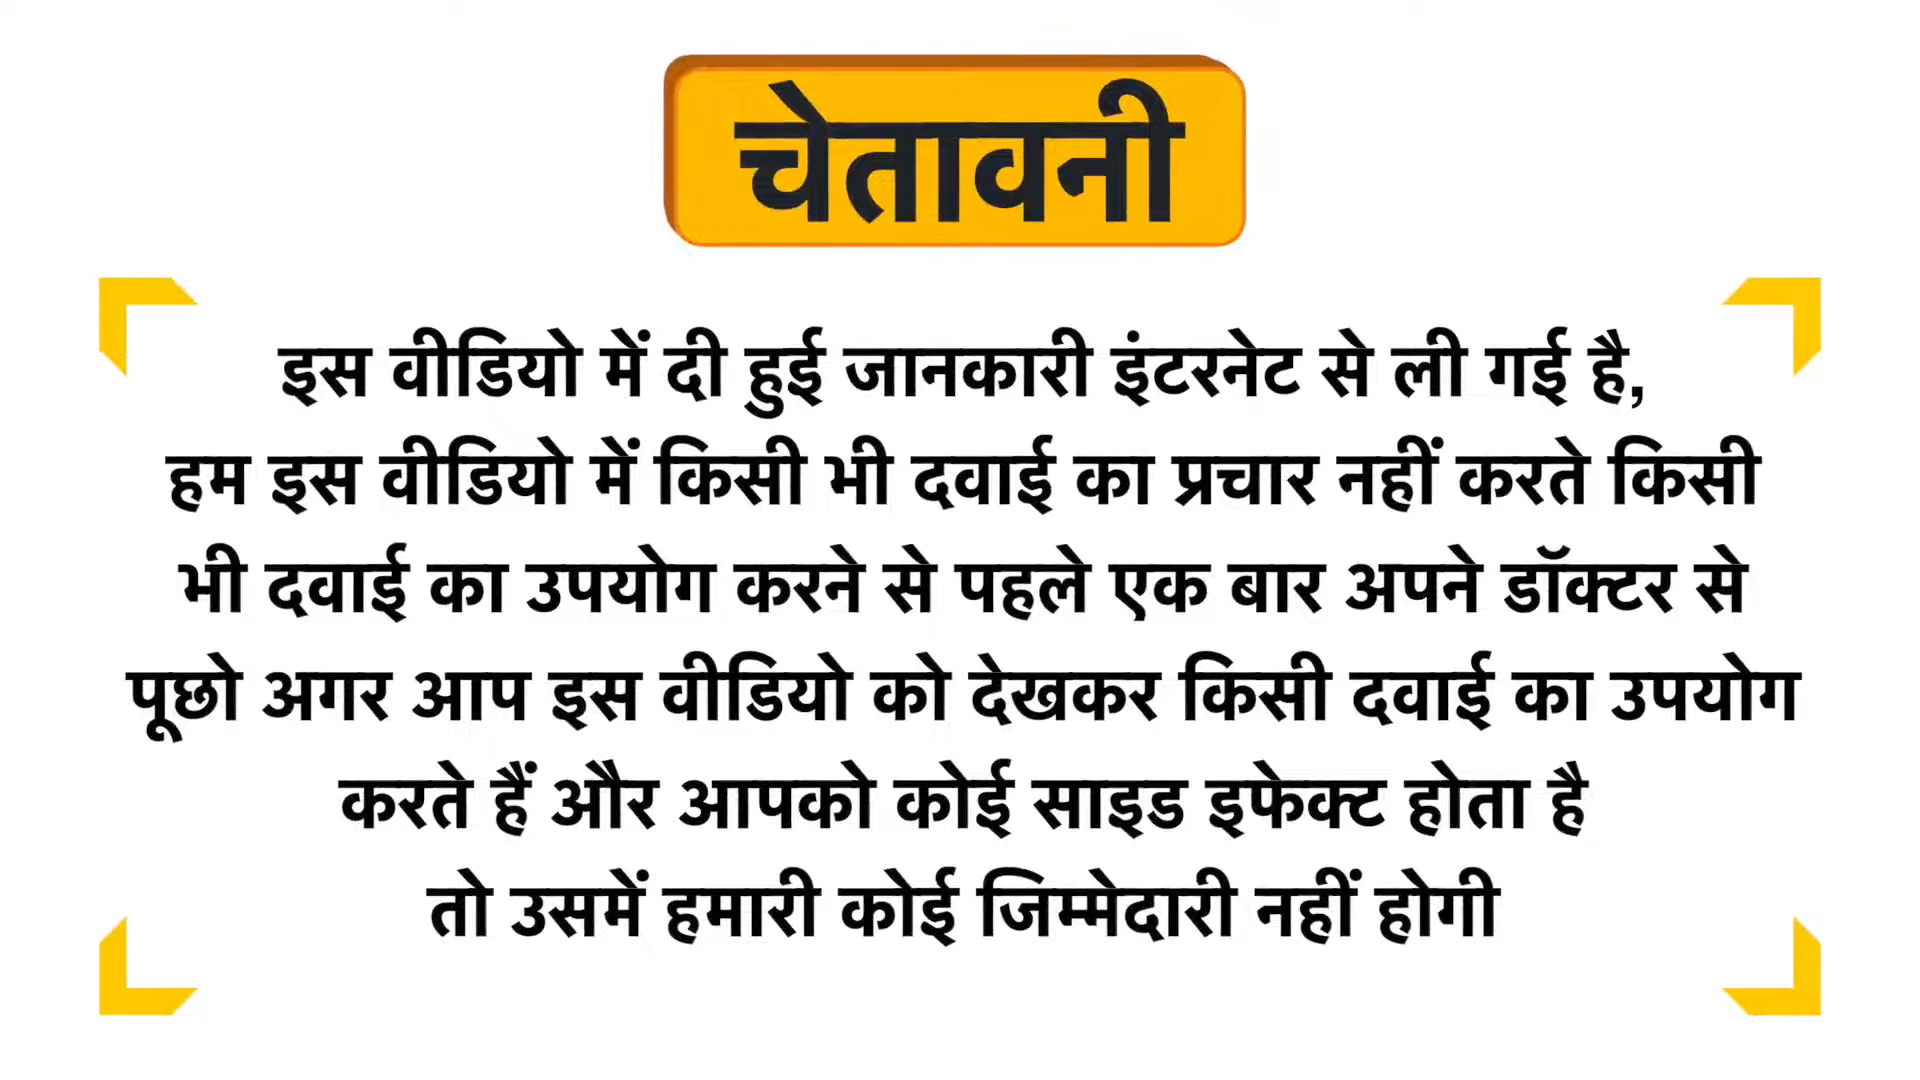 चेतावनी
इस वीडियो में दी हुई जानकारी इंटरनेट से ली गई है,
हम इस वीडियो में किसी भी दवाई का प्रचार नहीं करते किसी
भी दवाई का उपयोग करने से पहले एक बार अपने डॉक्टर से
पूछो अगर आप इस वीडियो को देखकर किसी दवाई का उपयोग
करते हैं और आपको कोई साइड इफेक्ट होता है
तो उसमें हमारी कोई जिम्मेदारी नहीं होगी